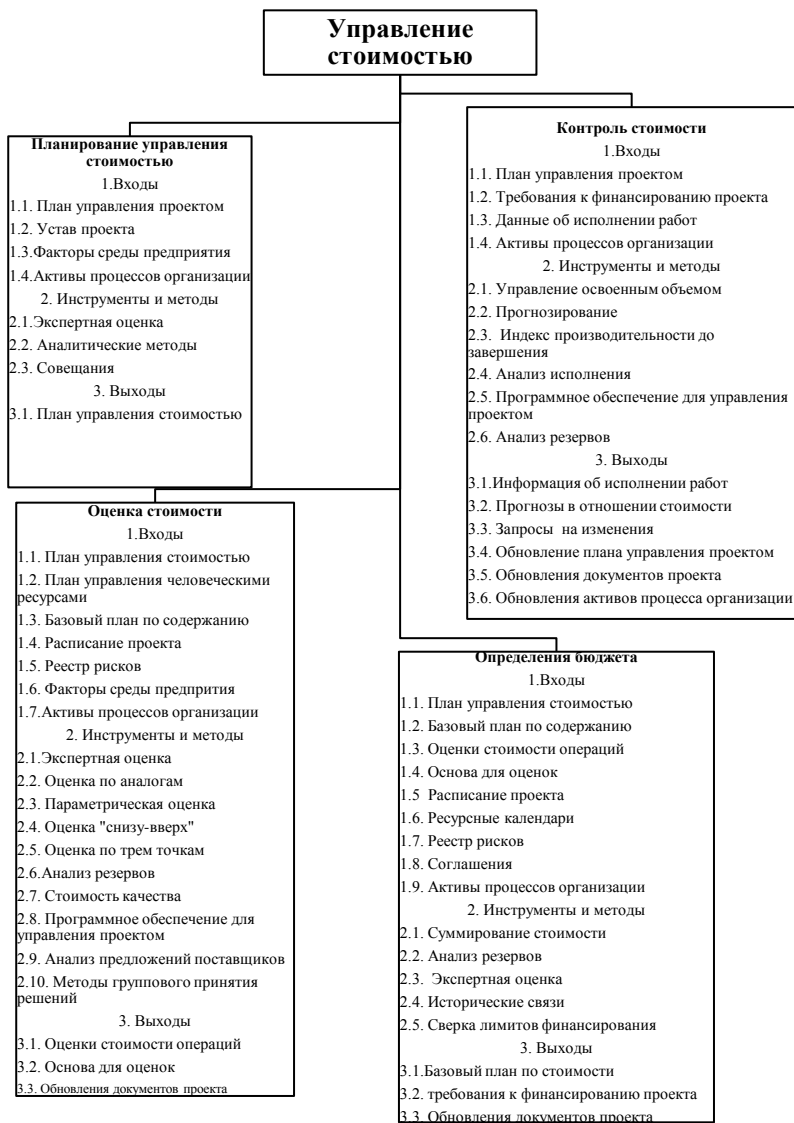 Управление
стоимостью
Планирование управления
стоимостью
1.Входы
1.1. План управления проектом
1.2. Устав проекта
1.3.Факторы среды предприятия
1.4.Активы процессов организации
2. Инструменты и методы
2.1.Экспертная оценка
2.2. Аналитические методы
2.3. Совещания
3. Выходы
3.1. План управления стоимостью
Контроль стоимости
1.Входы
1.1. План управления проектом
1.2. Требования к финансированию проекта
1.3. Данные об исполнении работ
1.4. Активы процессов организации
2. Инструменты и методы
2.1. Управление освоенным объемом
2.2. Прогнозирование
2.3. Индекс производительности до
завершения
2.4. Анализ исполнения
2.5. Программное обеспечение для управления
проектом
2.6. Анализ резервов
3. Выходы
3.1.Информация об исполнении работ
3.2. Прогнозы в отношении стоимости
3.3. Запросы на изменения
3.4. Обновление плана управления проектом
3.5. Обновления документов проекта
3.6. Обновления активов процесса организации
Оценка стоимости
1.Входы
1.1. План управления стоимостью
1.2. План управления человеческими
ресурсами
1.3. Базовый план по содержанию
1.4. Расписание проекта
1.5. Реестр рисков
1.6. Факторы среды предпрития
1.7.Активы процессов организации
2. Инструменты и методы
2.1.Экспертная оценка
2.2. Оценка по аналогам
2.3. Параметрическая оценка
2.4. Оценка "снизу-вверх"
2.5. Оценка по трем точкам
2.6.Анализ резервов
2.7. Стоимость качества
2.8. Программное обеспечение для
управления проектом
2.9. Анализ предложений поставщиков
2.10. Методы группового принятия
решений
3. Выходы
3.1. Оценки стоимости операций
3.2. Основа для оценок
3.3. Обновления документов проекта
Определения бюджета
1.Входы
1.1. План управления стоимостью
1.2. Базовый план по содержанию
1.3. Оценки стоимости операций
1.4. Основа для оценок
1.5 Расписание проекта
1.6. Ресурсные календари
1.7. Реестр рисков
1.8. Соглашения
1.9. Активы процессов организации
2. Инструменты и методы
2.1. Суммирование стоимости
2.2. Анализ резервов
2.3. Экспертная оценка
2.4. Исторические связи
2.5. Сверка лимитов финансирования
3. Выходы
3.1.Базовый план по стоимости
3.2. требования к финансированию проекта
3.3. Обновления документов проекта